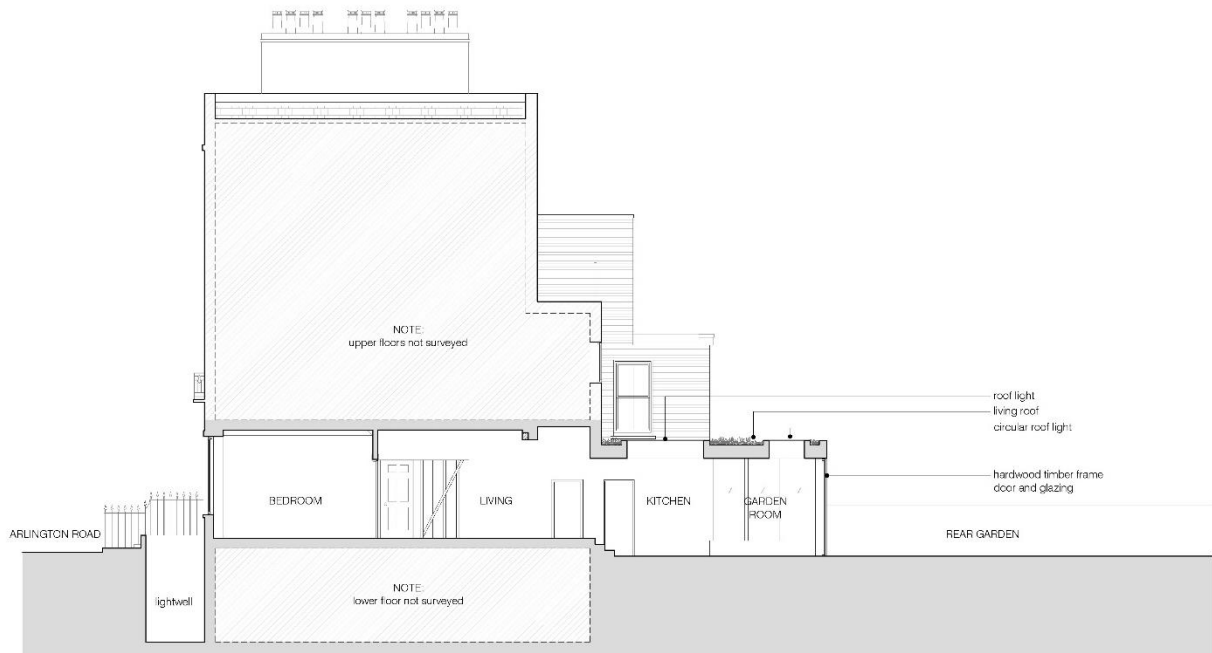 NOTE:
upper floors not surveyed
roof light
living roof
circular roof light
hardwood timber frame
door and glazing
BEDROOM
LIVING
KITCHEN
GARDEN
ROOM
ARLINGTON ROAD
REAR GARDEN
NOTE:
lower floor not surveyed
lightwell